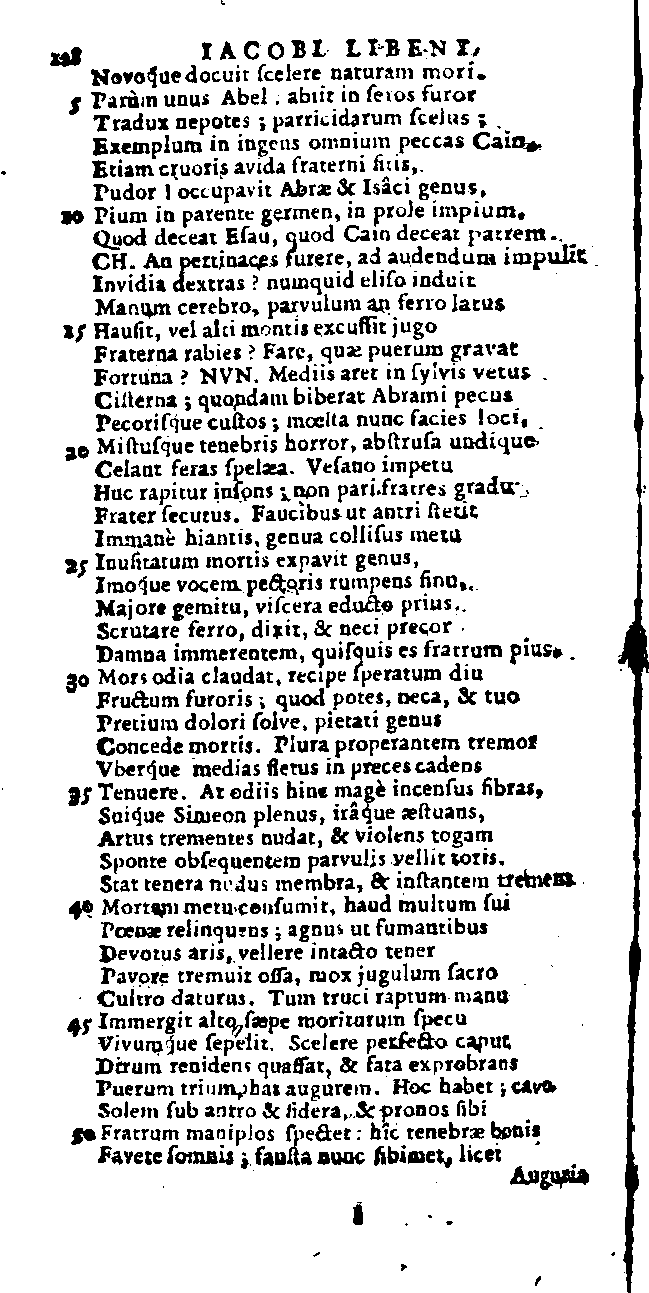 198 IACOBI LIBENI,
Novoq́ue docuit ſcelere naturam mori.
5 Parùm unus Abel: abiit in ſeros furor
Tradux nepotes; parricidarum ſcelus;
Exemplum in ingens omnium peccas Cain,
Etiam cruoris avida fraterni ſitis,
Pudor! occupavit Abræ & Isâci genus,
10 Pium in parente germen, in prole impium,
Quod deceat Eſau, quod Cain deceat patrem.
CH. An pertinaces furere, ad audendum impulit
Invidia dextras? numquid eliſo induit
Manum cerebro, parvulum an ferro latus
15 Hauſit, vel alti montis excuſſit jugo
Fraterna rabies? Fare, quæ puerum gravat
Fortuna? NVN. Mediis aret in ſylvis vetus
Ciſterna; quondam biberat Abrami pecus
Pecoriſque cuſtos; mœſta nunc facies loci,
20 Miſtuſque tenebris horror, abſtruſa undique
Celant feras ſpelæa. Veſano impetu
Huc rapitur inſons; non pari fratres gradu
Frater ſecutus. Faucibus ut antri ſtetit
Immanè hiantis, genua colliſus metu
25 Inuſitatum mortis expavit genus,
Imoque vocem pectoris rumpens ſinu,
Majore gemitu, viſcera educto prius
Scrutare ferro, dixit, & neci precor
Damna immerentem, quiſquis es fratrum pius.
30 Mors odia claudat, recipe ſperatum diu
Fructum furoris; quod potes, neca, & tuo
Pretium dolori ſolve, pietati genus
Concede mortis. Plura properantem tremor
Vberq́ue medias fletus in preces cadens
35 Tenuere. At odiis hinc magè incenſus fibras,
Suiq́ue Simeon plenus, irâque æſtuans,
Artus trementes nudat, & violens togam
Sponte obſequentem parvulis vellit toris.
Stat tenera nudus membra, & inſtantem tremens
40 Mortem metu conſumit, haud multum ſui
Pœnæ relinquens; agnus ut fumantibus
Devotus aris, vellere intacto tener
Pavore tremuit oſſa, mox jugulum ſacro
Cultro daturus. Tum truci raptum manu
45 Immergit alto, ſæpe moriturum ſpecu
Vivumq́ue ſepelit. Scelere perfecto caput
Dirum renidens quaſſat, & fata exprobrans
Puerum triumphat augurem. Hoc habet; cavo
Solem ſub antro & ſidera, & pronos ſibi
50 Fratrum maniplos ſpectet: hîc tenebræ bonis
Favete ſomnis; fauſta nunc ſibimet, licet
Auguria